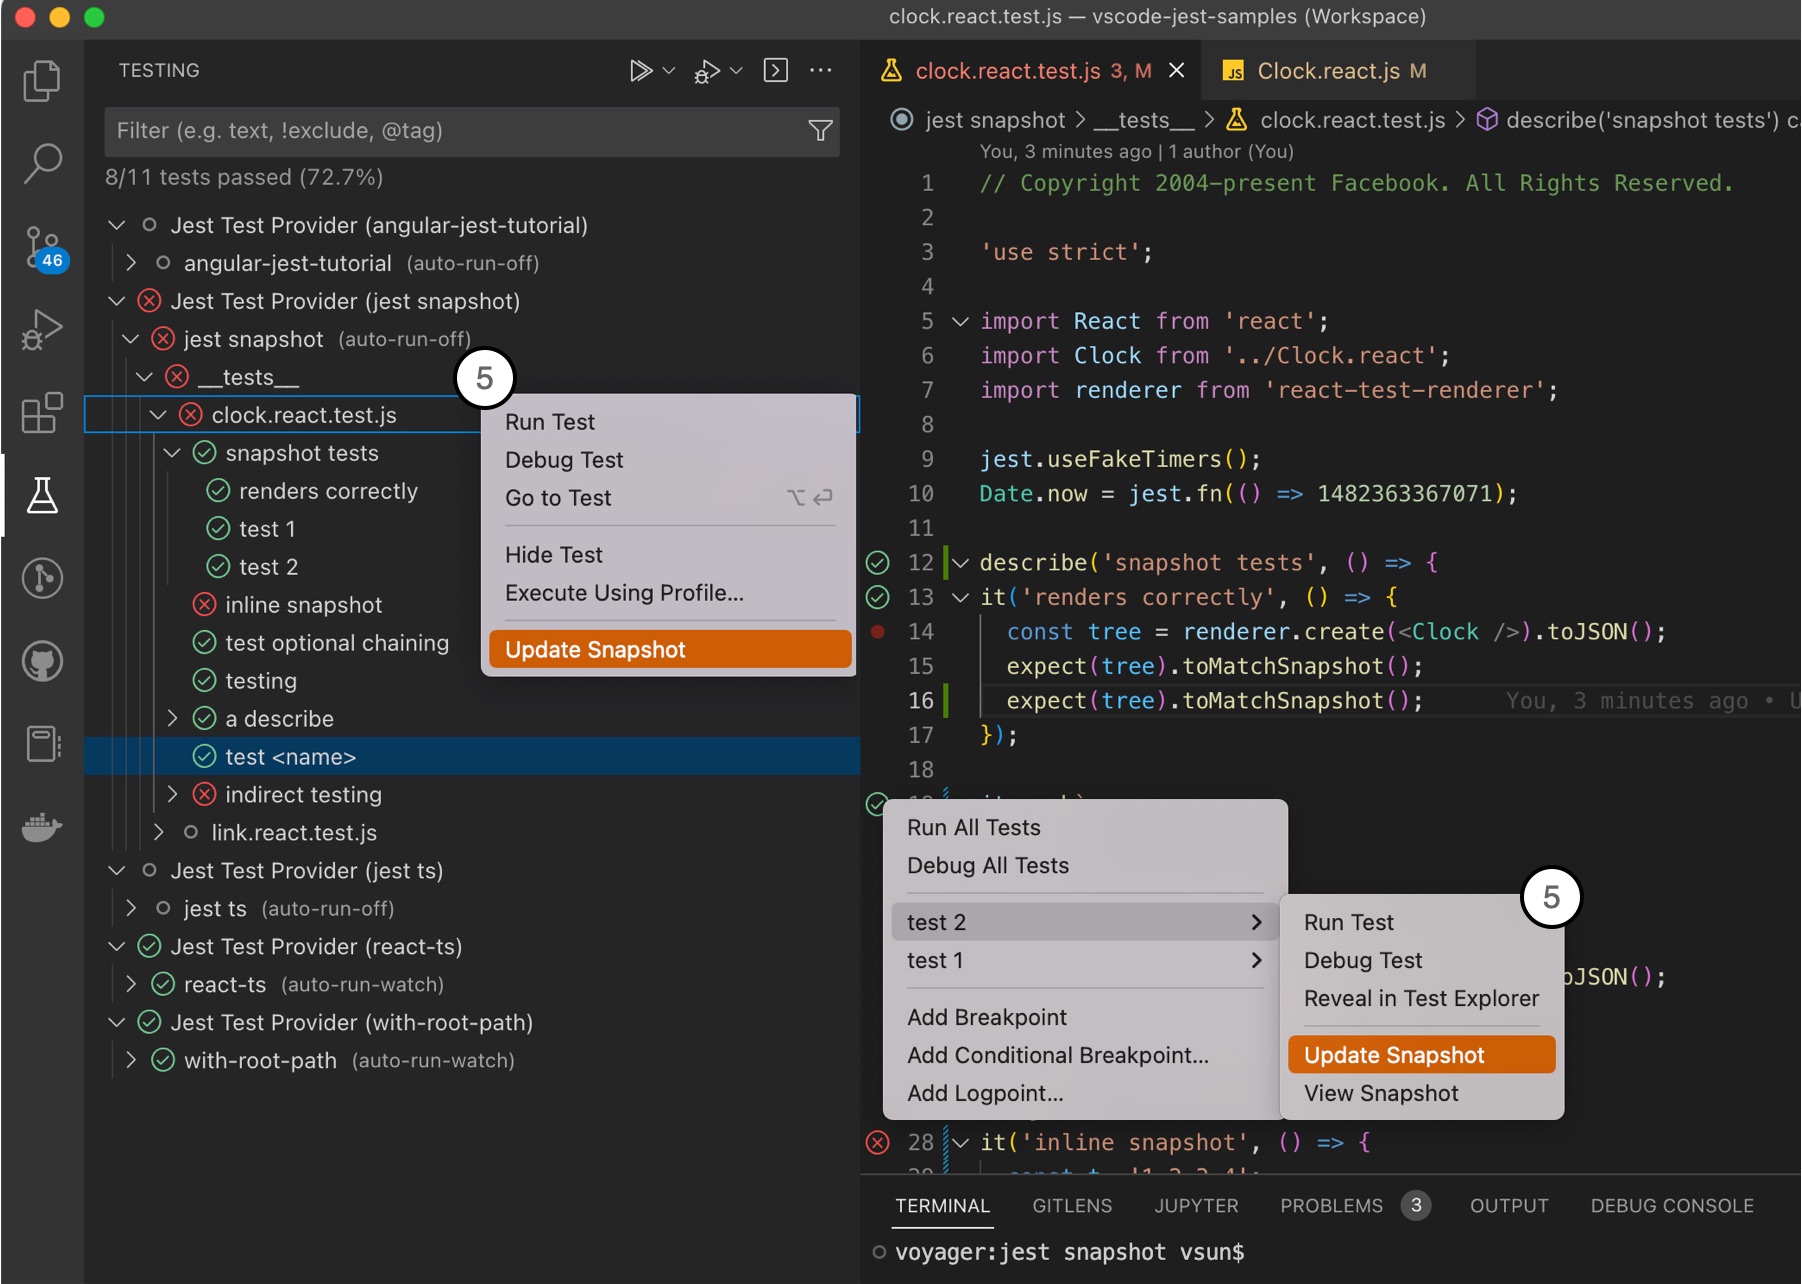 clock.react.test.js — vscode-jest-samples (Workspace)
TESTING
Filter (e.g. text, !exclude, @tag)
8/11 tests passed (72.7%)
46
Jest Test Provider (angular-jest-tutorial)
angular-jest-tutorial (auto-run-off)
Jest Test Provider (jest snapshot)
jest snapshot (auto-run-off)
__tests__
clock.react.test.js
snapshot tests
renders correctly
test 1
test 2
inline snapshot
test optional chaining
testing
a describe
test <name>
indirect testing
link.react.test.js
Jest Test Provider (jest ts)
jest ts (auto-run-off)
Jest Test Provider (react-ts)
react-ts (auto-run-watch)
Jest Test Provider (with-root-path)
with-root-path (auto-run-watch)
5
Run Test
Debug Test
Go to Test ⌥ ↩
Hide Test
Execute Using Profile...
Update Snapshot
clock.react.test.js 3, M
JS Clock.react.js M
jest snapshot > __tests__ > clock.react.test.js > describe('snapshot tests')
You, 3 minutes ago | 1 author (You)
1 // Copyright 2004-present Facebook. All Rights Reserved.
2
3 'use strict';
4
5 import React from 'react';
6 import Clock from '../Clock.react';
7 import renderer from 'react-test-renderer';
8
9 jest.useFakeTimers();
10 Date.now = jest.fn(() => 1482363367071);
11
12 describe('snapshot tests', () => {
13 it('renders correctly', () => {
14 const tree = renderer.create(<Clock />).toJSON();
15 expect(tree).toMatchSnapshot();
16 expect(tree).toMatchSnapshot(); You, 3 minutes ago •
17 });
18
Run All Tests
Debug All Tests
test 2
test 1
Add Breakpoint
Add Conditional Breakpoint...
Add Logpoint...
5
Run Test
Debug Test
Reveal in Test Explorer
Update Snapshot
View Snapshot
JSON();
28 it('inline snapshot', () => {
TERMINAL GITLENS JUPYTER PROBLEMS 3 OUTPUT DEBUG CONSOLE
voyager:jest snapshot vsun$